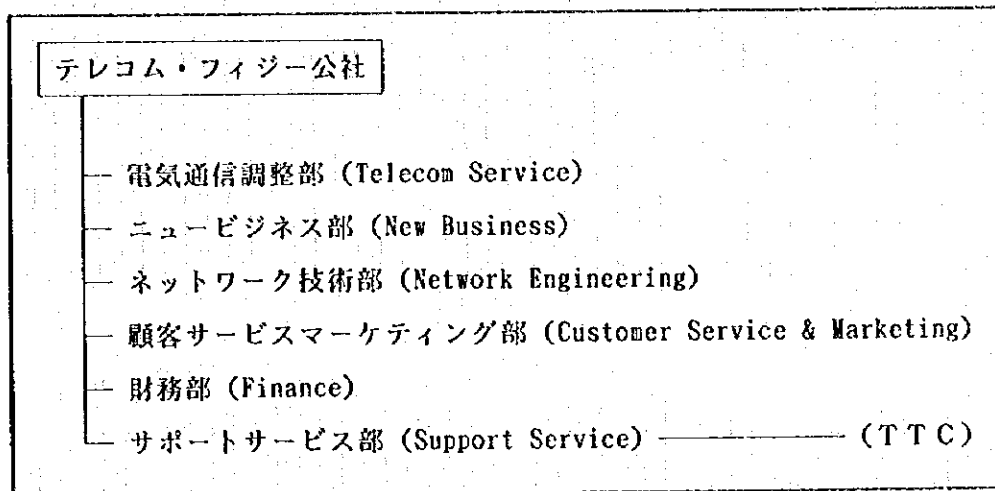 テレコム・フィジー公社
電気通信調整部 (Telecom Service)
ニュービジネス部 (New Business)
ネットワーク技術部 (Network Engineering)
顧客サービスマーケティング部 (Customer Service & Marketing)
財務部 (Finance)
サポートサービス部 (Support Service) (TTC)